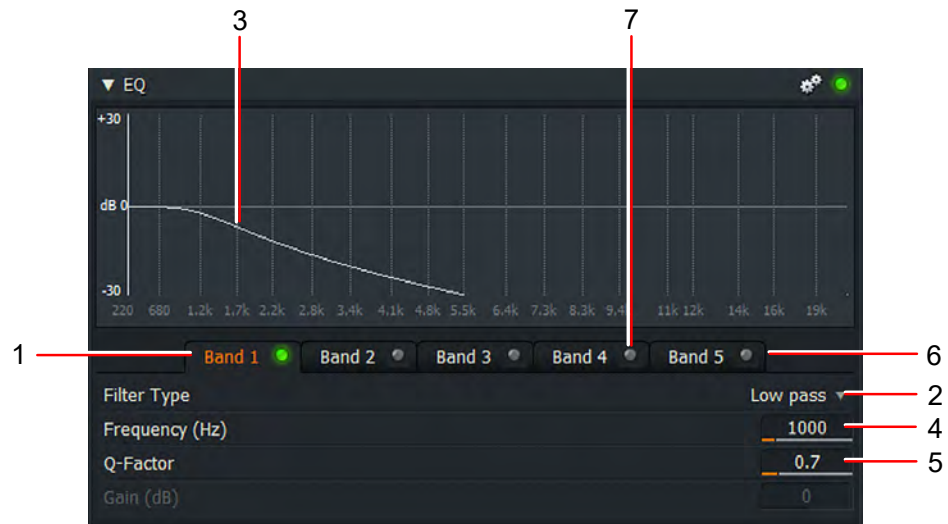 3 7
EQ
+30
dB 0
-30
220 680 1.2k 1.7k 2.2k 2.8k 3.4k 4.1k 4.8k 5.5k 6.4k 7.3k 8.3k 9.4k 11k 12k 14k 16k 19k
1 Band 1 Band 2 Band 3 Band 4 Band 5 6
Filter Type Low pass 2
Frequency (Hz) 1000 4
Q-Factor 0.7 5
Gain (dB) 0